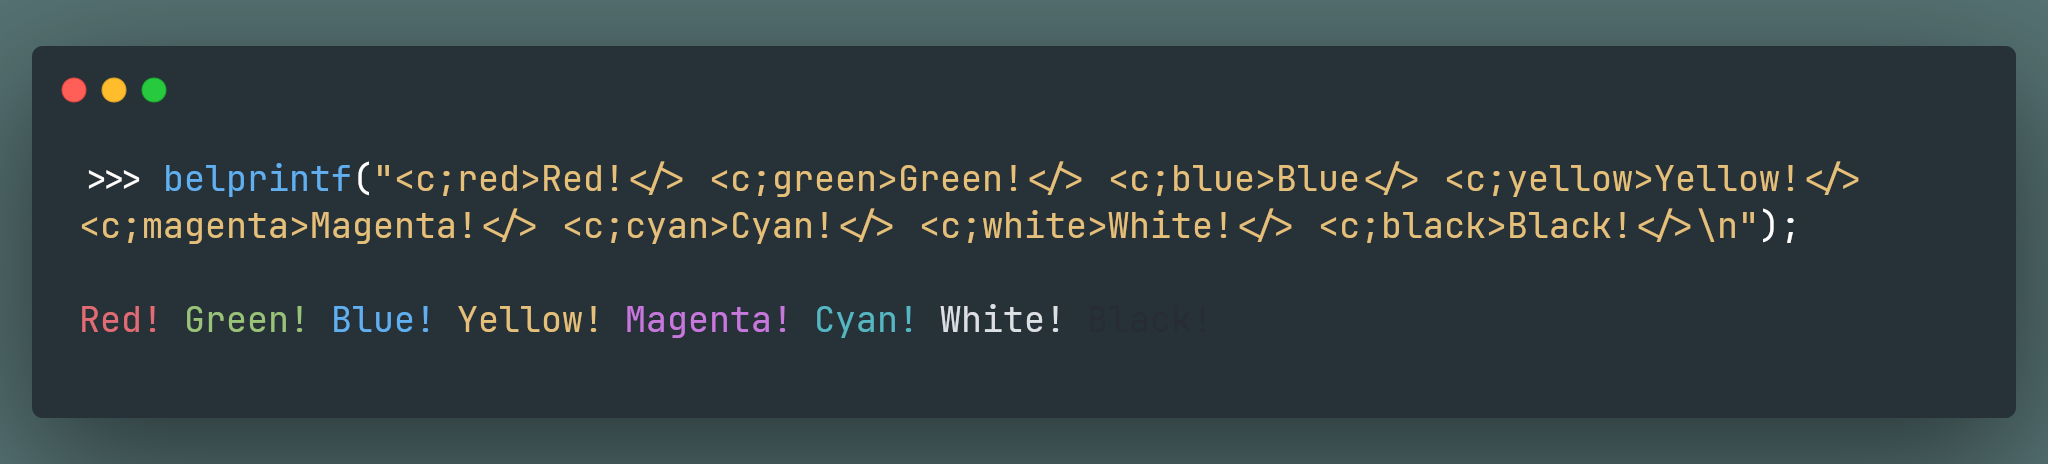 >>> belprintf("<c;red>Red!</> <c;green>Green!</> <c;blue>Blue</> <c;yellow>Yellow!</>
<c;magenta>Magenta!</> <c;cyan>Cyan!</> <c;white>White!</> <c;black>Black!</>\n");
Red! Green! Blue! Yellow! Magenta! Cyan! White! Black!